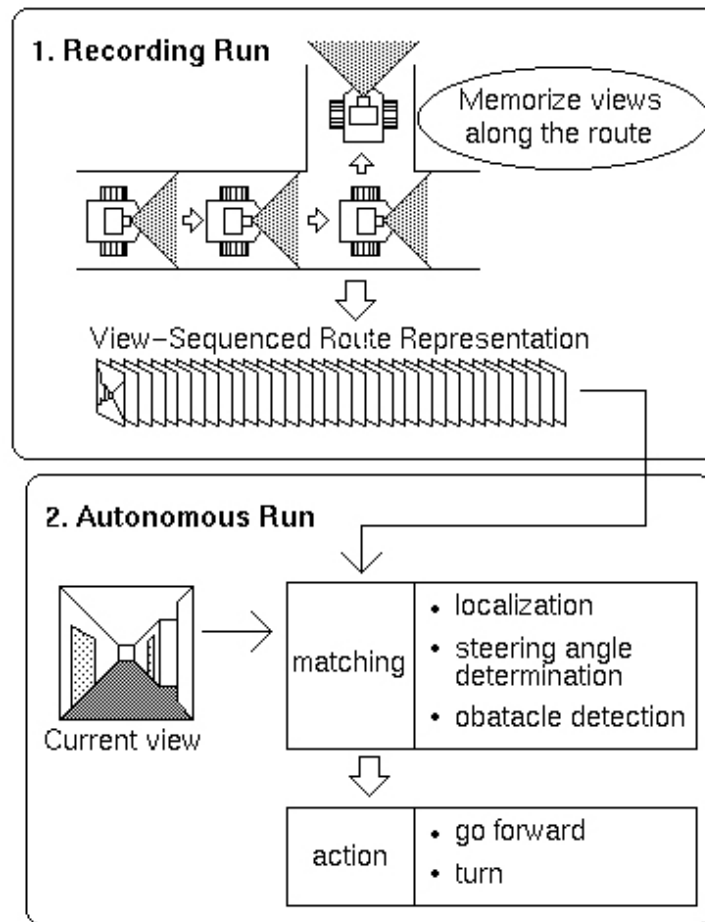 1. Recording Run
Memorize views
along the route
View-Sequenced Route Representation
2. Autonomous Run
Current view
matching
• localization
• steering angle
determination
• obatacle detection
action
• go forward
• turn